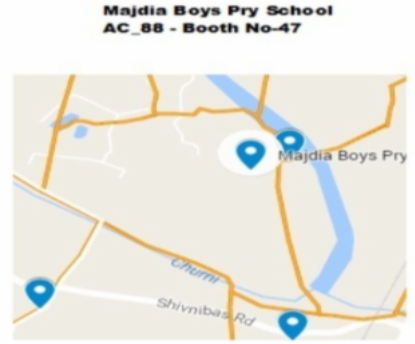 Majdia Boys Pry School
AC_88 - Booth No-47
Majdia Boys Pry
Churni
Shivnibas Rd